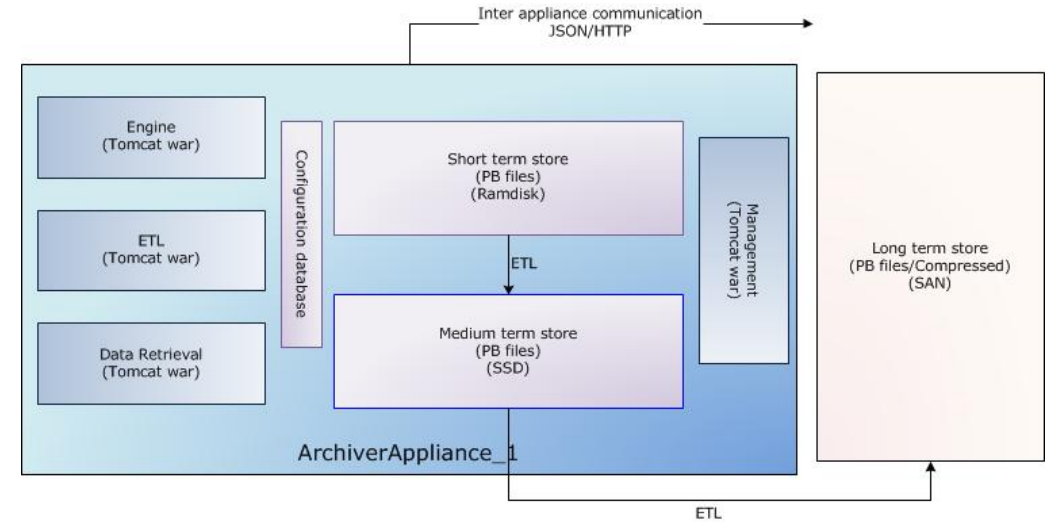 Inter appliance communication
JSON/HTTP
Engine
(Tomcat war)
ETL
(Tomcat war)
Data Retrieval
(Tomcat war)
Configuration database
Short term store
(PB files)
(Ramdisk)
ETL
Medium term store
(PB files)
(SSD)
Management
(Tomcat war)
Long term store
(PB files/Compressed)
(SAN)
ArchiverAppliance_1
ETL